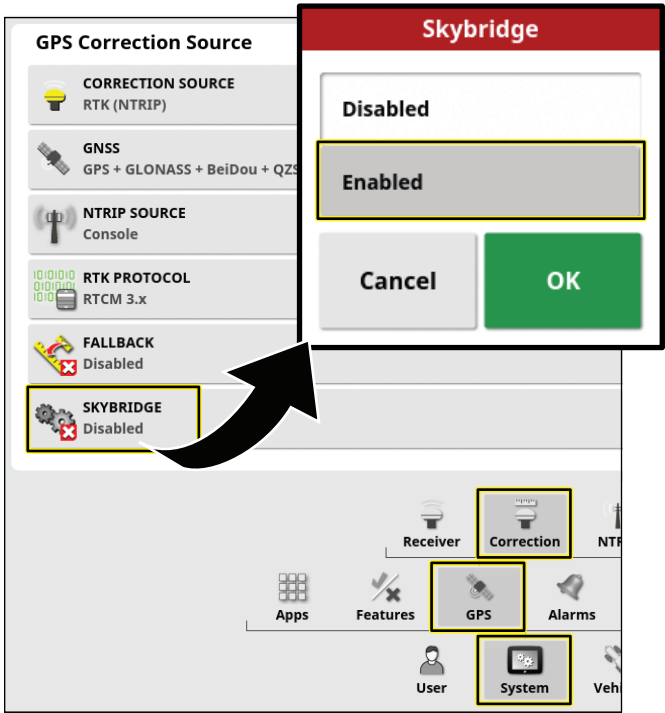 GPS Correction Source
CORRECTION SOURCE
RTK (NTRIP)
GNSS
GPS + GLONASS + BeiDou + QZS
NTRIP SOURCE
Console
RTK PROTOCOL
RTCM 3.x
FALLBACK
Disabled
SKYBRIDGE
Disabled
Skybridge
Disabled
Enabled
Cancel OK
Receiver Correction NTR
Apps Features GPS Alarms
User System Vehi